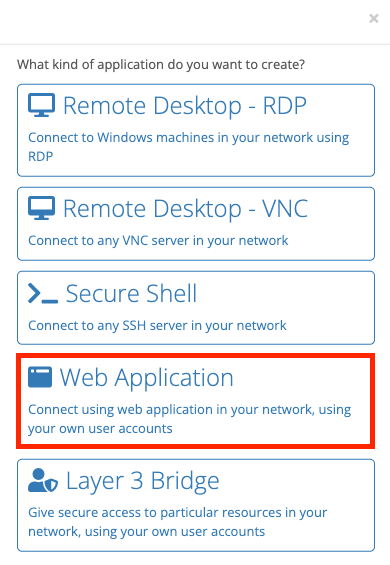 What kind of application do you want to create?
Remote Desktop - RDP
Connect to Windows machines in your network using
RDP
Remote Desktop - VNC
Connect to any VNC server in your network
Secure Shell
Connect to any SSH server in your network
Web Application
Connect using web application in your network, using
your own user accounts
Layer 3 Bridge
Give secure access to particular resources in your
network, using your own user accounts